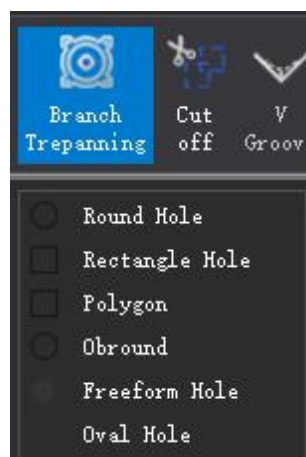 Branch
Trepanning
Cut
off
V
Groov
Round Hole
Rectangle Hole
Polygon
Obround
Freeform Hole
Oval Hole